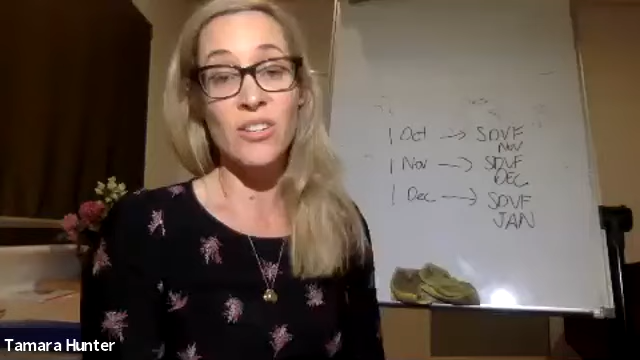 1 Oct → SDVF
NOV
1 Nov → SDVF
DEC
1 Dec → SDVF
JAN
Tamara Hunter